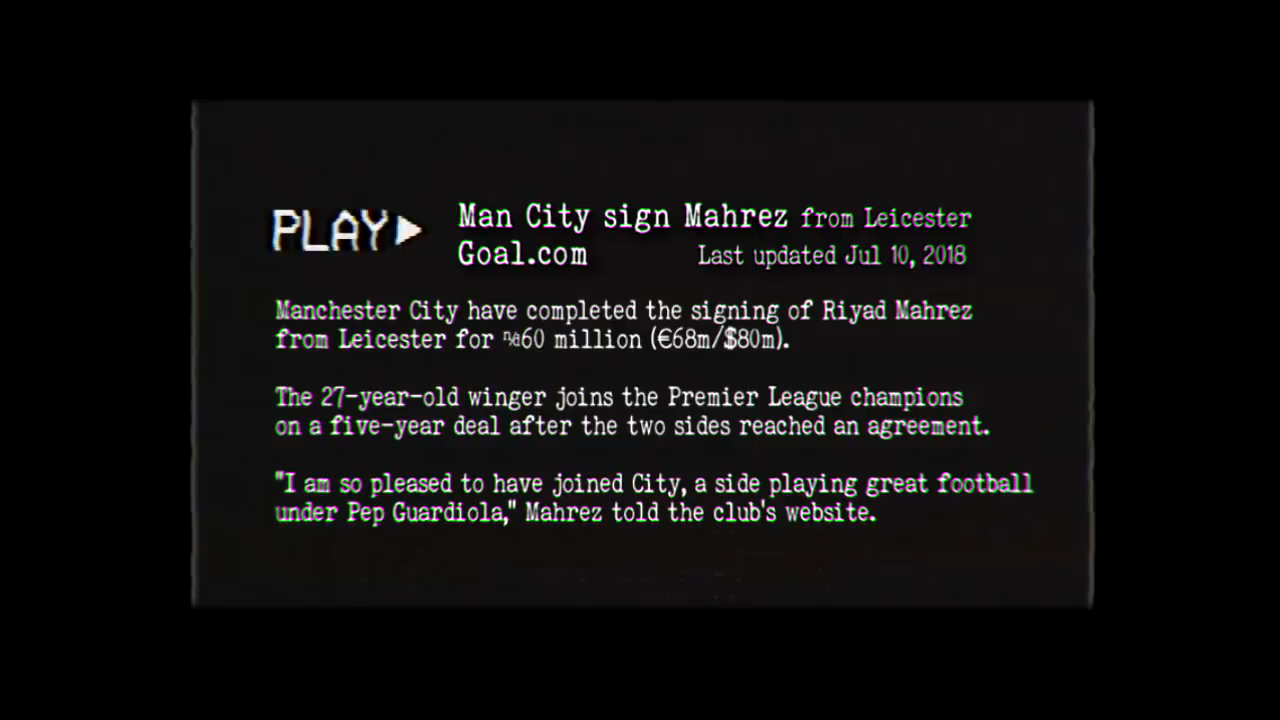 PLAY
Man City sign Mahrez from Leicester
Goal.com
Last updated Jul 10, 2018
Manchester City have completed the signing of Riyad Mahrez
from Leicester for 60 million (€68m/$80m).
The 27-year-old winger joins the Premier League champions
on a five-year deal after the two sides reached an agreement.
"I am so pleased to have joined City, a side playing great football
under Pep Guardiola," Mahrez told the club's website.